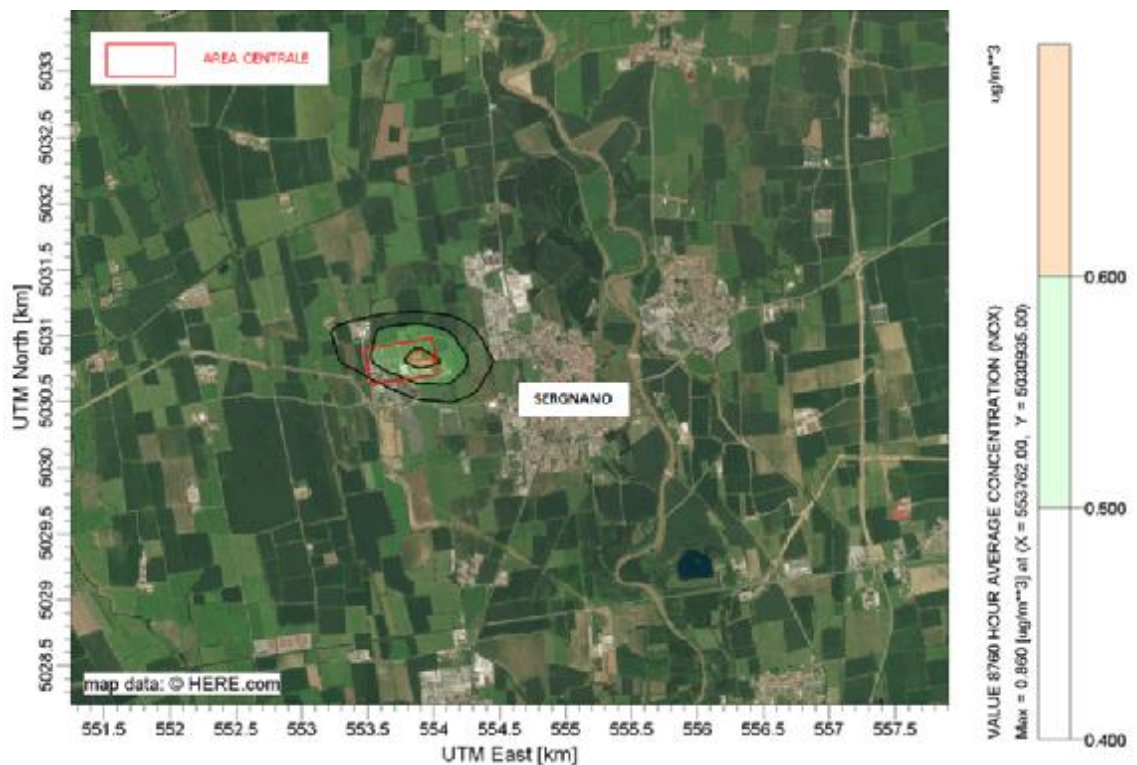 AREA CENTRALE
SERGNANO
map data: © HERE.com
UTM North [km]
5033
5032.5
5032
5031.5
5031
5030.5
5030
5029.5
5029
5028.5
551.5 552 552.5 553 553.5 554 554.5 555 555.5 556 556.5 557 557.5
UTM East [km]
ug/m**3
VALUE 8760 HOUR AVERAGE CONCENTRATION (NOX)
Max = 0.860 [ug/m**3] at (X = 553762.00, Y = 5030935.00)
0.600
0.500
0.400